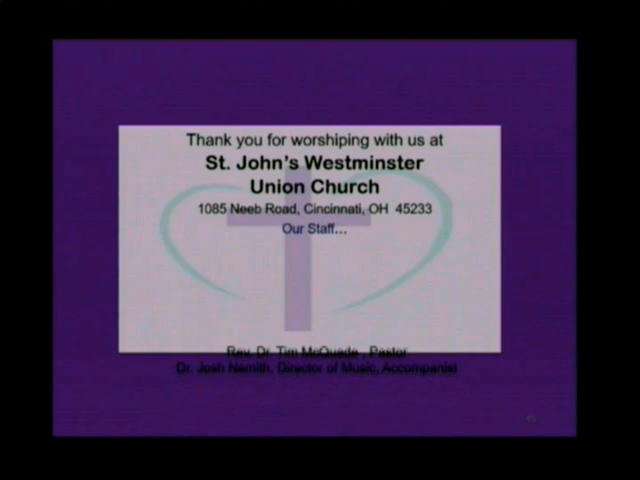 Thank you for worshiping with us at
St. John's Westminster
Union Church
1085 Neeb Road, Cincinnati, OH 45233
Our Staff...
Rev. Dr. Tim McQuade , Pastor
Dr. Josh Nemith, Director of Music, Accompanist